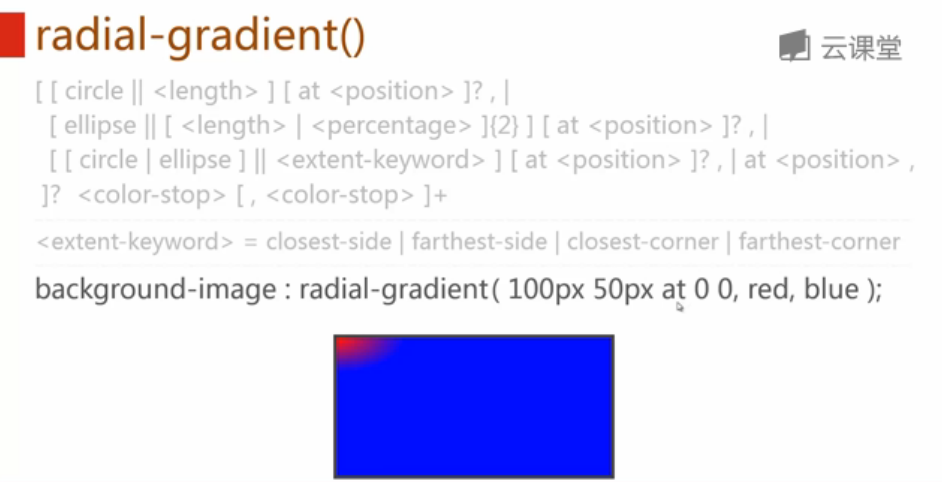 radial-gradient()
云课堂
[ [ circle || <length> ] [ at <position> ]? , |
[ ellipse || [ <length> | <percentage> ]{2} ] [ at <position> ]? , |
[ [ circle | ellipse ] || <extent-keyword> ] [ at <position> ]? , | at <position> ,
]? <color-stop> [ , <color-stop> ]+
<extent-keyword> = closest-side | farthest-side | closest-corner | farthest-corner
background-image : radial-gradient( 100px 50px at 0 0, red, blue );